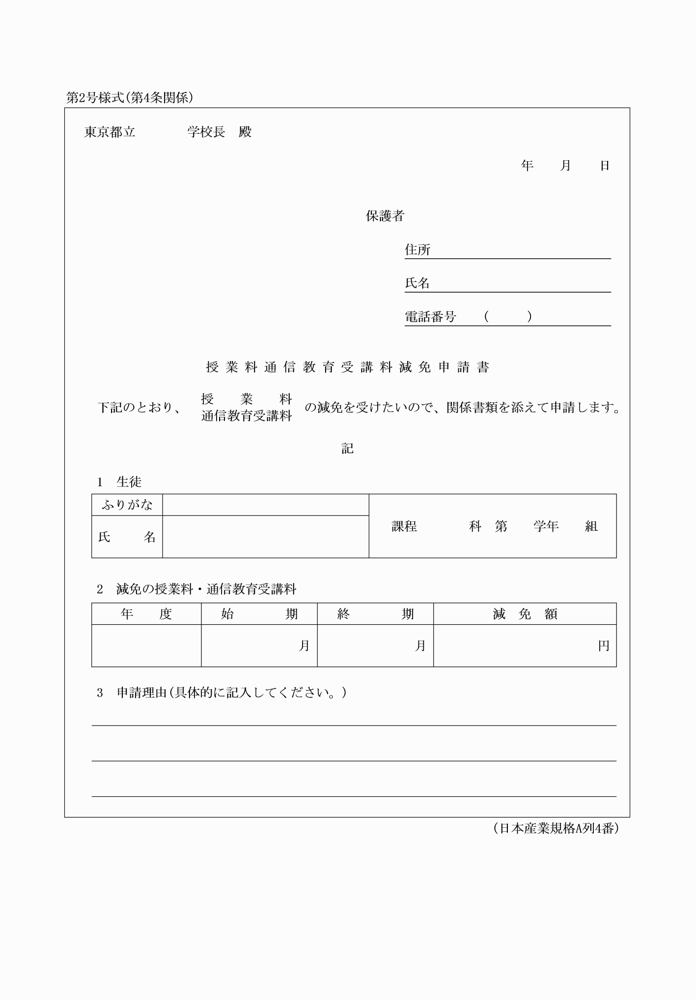 第2号様式(第4条関係)
東京都立　　　　学校長　殿
年　　月　　日
保護者
住所
氏名
電話番号　　(　　　)
授業料通信教育受講料減免申請書
下記のとおり、
授　業　料
通信教育受講料
の減免を受けたいので、関係書類を添えて申請します。
記
1　生徒
ふりがな
氏　　名
課程　　　　科　第　　学年　　組
2　減免の授業料・通信教育受講料
年　　度　始　　　　期　終　　　　期　減　免　額
月　月　円
3　申請理由(具体的に記入してください。)
(日本産業規格A列4番)